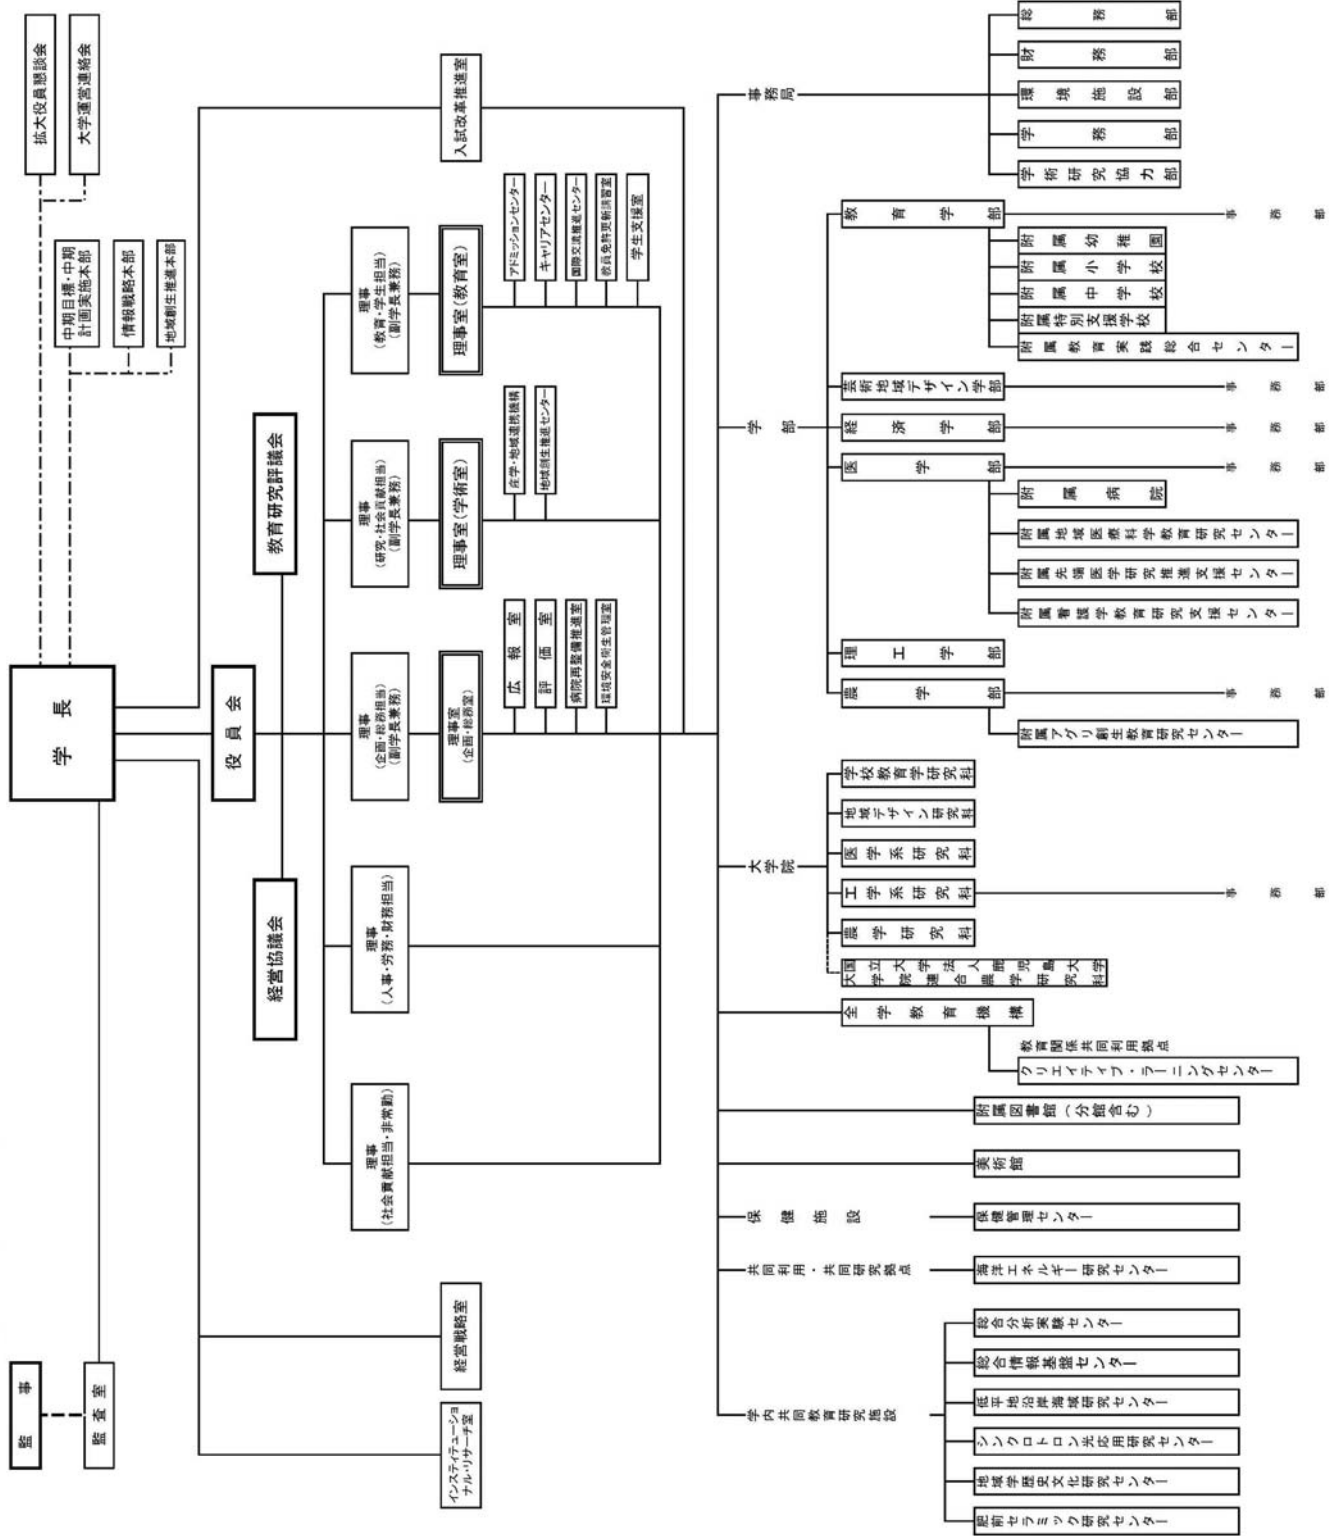 監事
監査室
学長
拡大役員懇談会
大学運営連絡会
中期目標・中期
計画実施本部
情報戦略本部
地域創生推進本部
役員会
経営協議会
教育研究評議会
理事
(社会貢献担当・非常勤)
理事
(人事・労務・財務担当)
理事
(企画・総務担当)
(副学長兼務)
理事
(研究・社会貢献担当)
(副学長兼務)
理事
(教育・学生担当)
(副学長兼務)
インスティテューショ
ナル・リサーチ室
経営戦略室
理事室
(企画・総務室)
理事室(学術室)
理事室(教育室)
入試改革推進室
広報室
評価室
病院再整備推進室
環境安全衛生管理室
産学・地域連携機構
地域創生推進センター
アドミッションセンター
キャリアセンター
国際交流推進センター
教員免許更新講習室
学生支援室
学内共同教育研究施設
肥前セラミック研究センター
地域学歴史文化研究センター
シンクロトロン光応用研究センター
低平地沿岸海域研究センター
総合情報基盤センター
総合分析実験センター
共同利用・共同研究拠点
海洋エネルギー研究センター
保健施設
保健管理センター
美術館
附属図書館(分館含む)
全学教育機構
教育関係共同利用拠点
クリエイティブ・ラーニングセンター
大学院
国立大学法人鹿児島大学
大学院連合農学研究科
農学研究科
工学系研究科
事務部
医学系研究科
地域デザイン研究科
学校教育学研究科
学部
農学部
事務部
附属アグリ創生教育研究センター
理工学部
医学部
事務部
附属看護学教育研究支援センター
附属先端医学研究推進支援センター
附属地域医療科学教育研究センター
附属病院
経済学部
事務部
芸術地域デザイン学部
事務部
教育学部
事務部
附属教育実践総合センター
附属特別支援学校
附属中学校
附属小学校
附属幼稚園
事務局
学術研究協力部
学務部
環境施設部
財務部
総務部